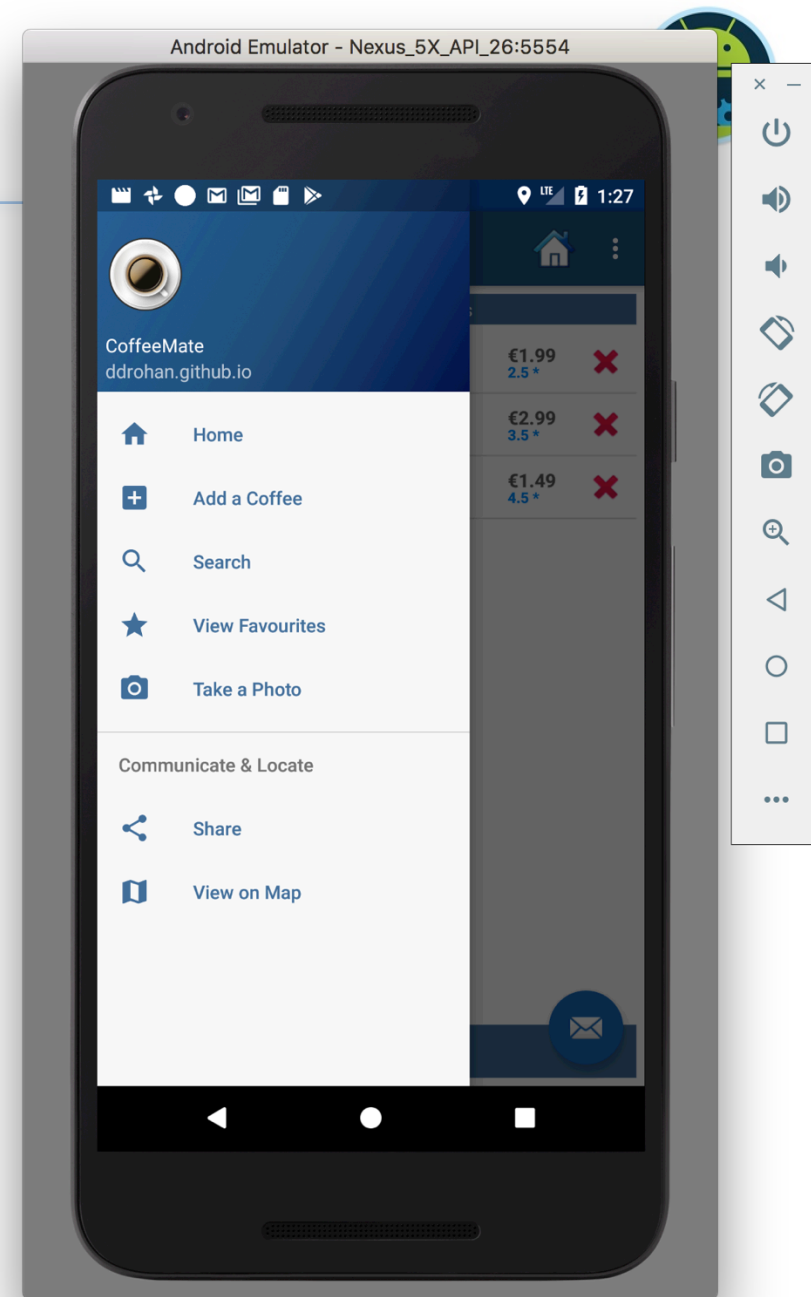 Android Emulator - Nexus_5X_API_26:5554
LTE 1:27
CoffeeMate
ddrohan.github.io
s
€1.99
2.5 *
€2.99
3.5 *
€1.49
4.5 *
Home
Add a Coffee
Search
View Favourites
Take a Photo
Communicate & Locate
Share
View on Map